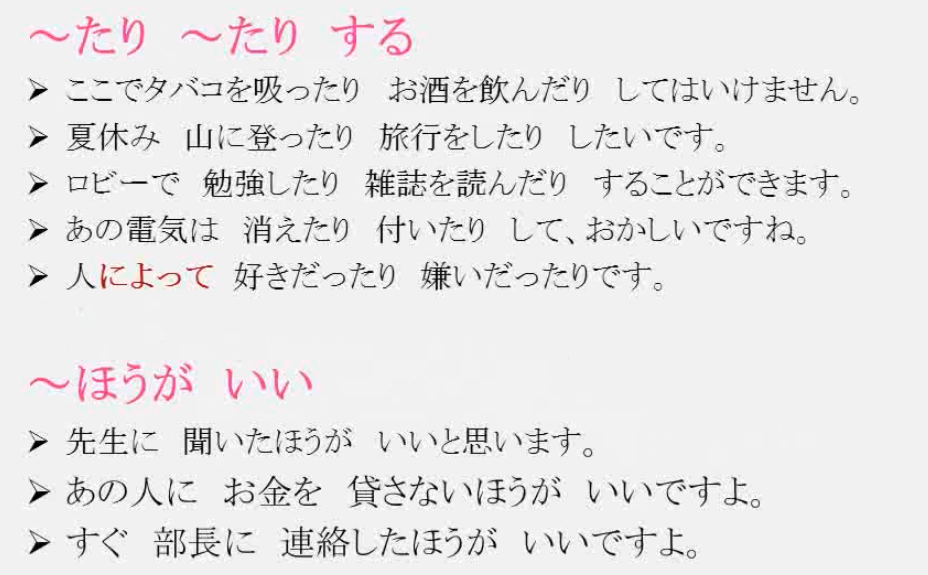 ～たり　～たり　する
➢ ここでタバコを吸ったり　お酒を飲んだり　してはいけません。
➢ 夏休み　山に登ったり　旅行をしたり　したいです。
➢ ロビーで　勉強したり　雑誌を読んだり　することができます。
➢ あの電気は　消えたり　付いたり　して、おかしいですね。
➢ 人によって　好きだったり　嫌いだったりです。
～ほうが　いい
➢ 先生に　聞いたほうが　いいと思います。
➢ あの人に　お金を　貸さないほうが　いいですよ。
➢ すぐ　部長に　連絡したほうが　いいですよ。